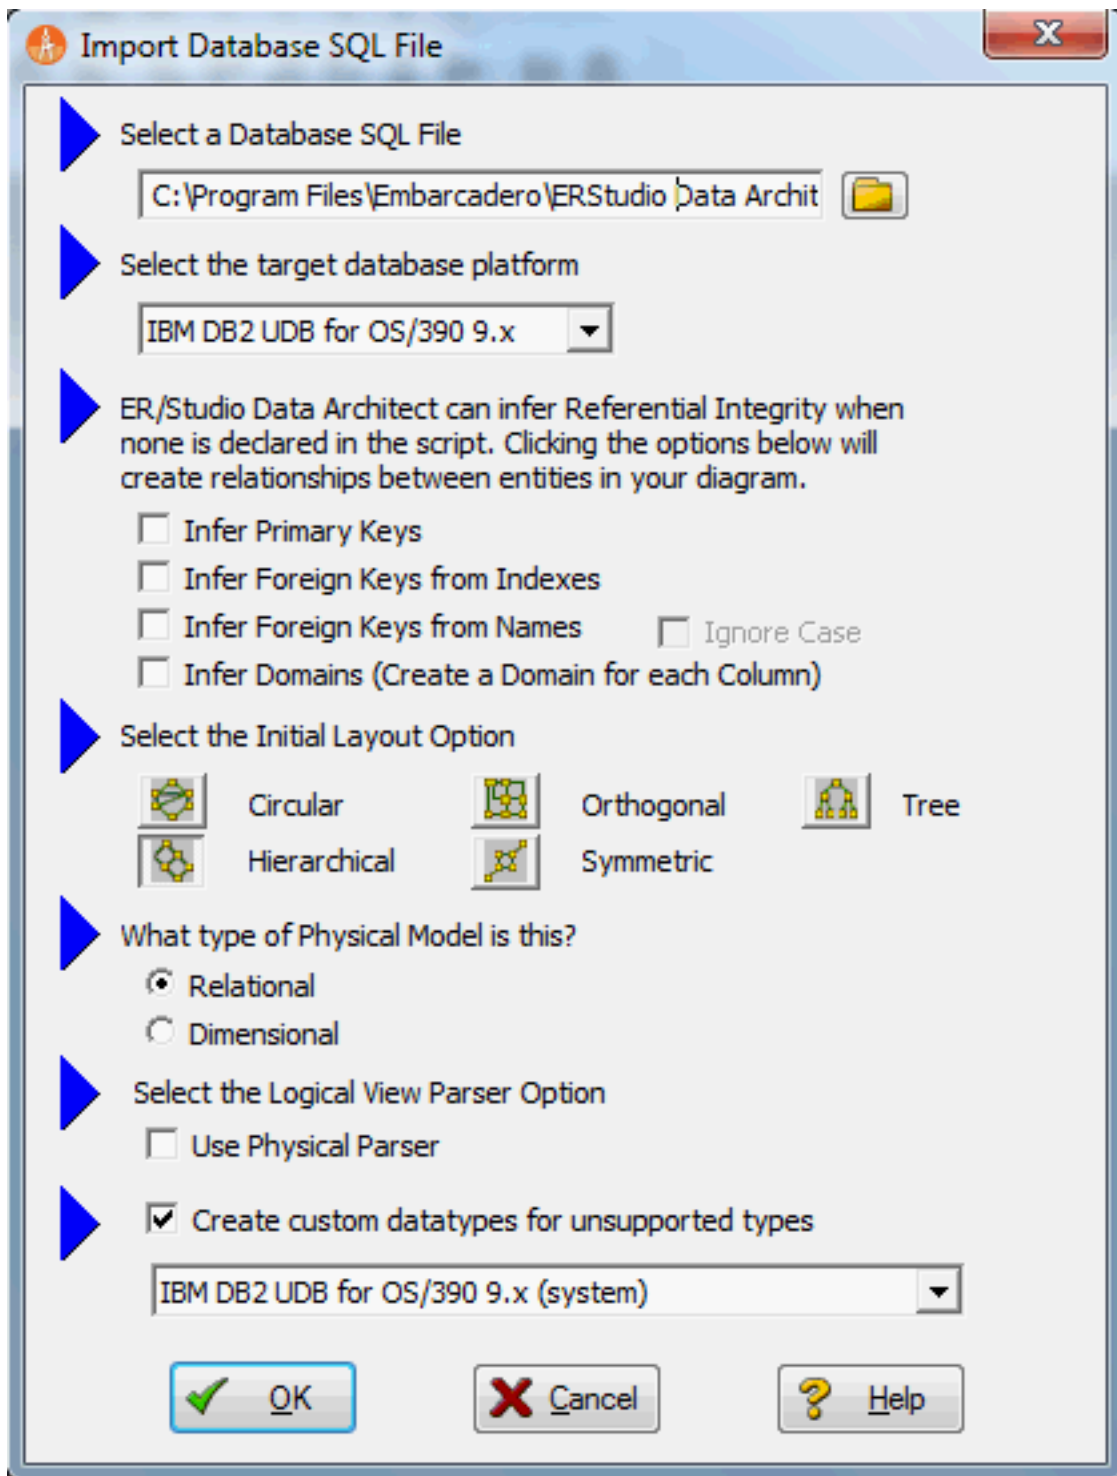 Import Database SQL File
Select a Database SQL File
C:\Program Files\Embarcadero\ERStudio Data Archit
Select the target database platform
IBM DB2 UDB for OS/390 9.x
ER/Studio Data Architect can infer Referential Integrity when
none is declared in the script. Clicking the options below will
create relationships between entities in your diagram.
Infer Primary Keys
Infer Foreign Keys from Indexes
Infer Foreign Keys from Names Ignore Case
Infer Domains (Create a Domain for each Column)
Select the Initial Layout Option
Circular Orthogonal Tree
Hierarchical Symmetric
What type of Physical Model is this?
Relational
Dimensional
Select the Logical View Parser Option
Use Physical Parser
Create custom datatypes for unsupported types
IBM DB2 UDB for OS/390 9.x (system)
OK Cancel Help